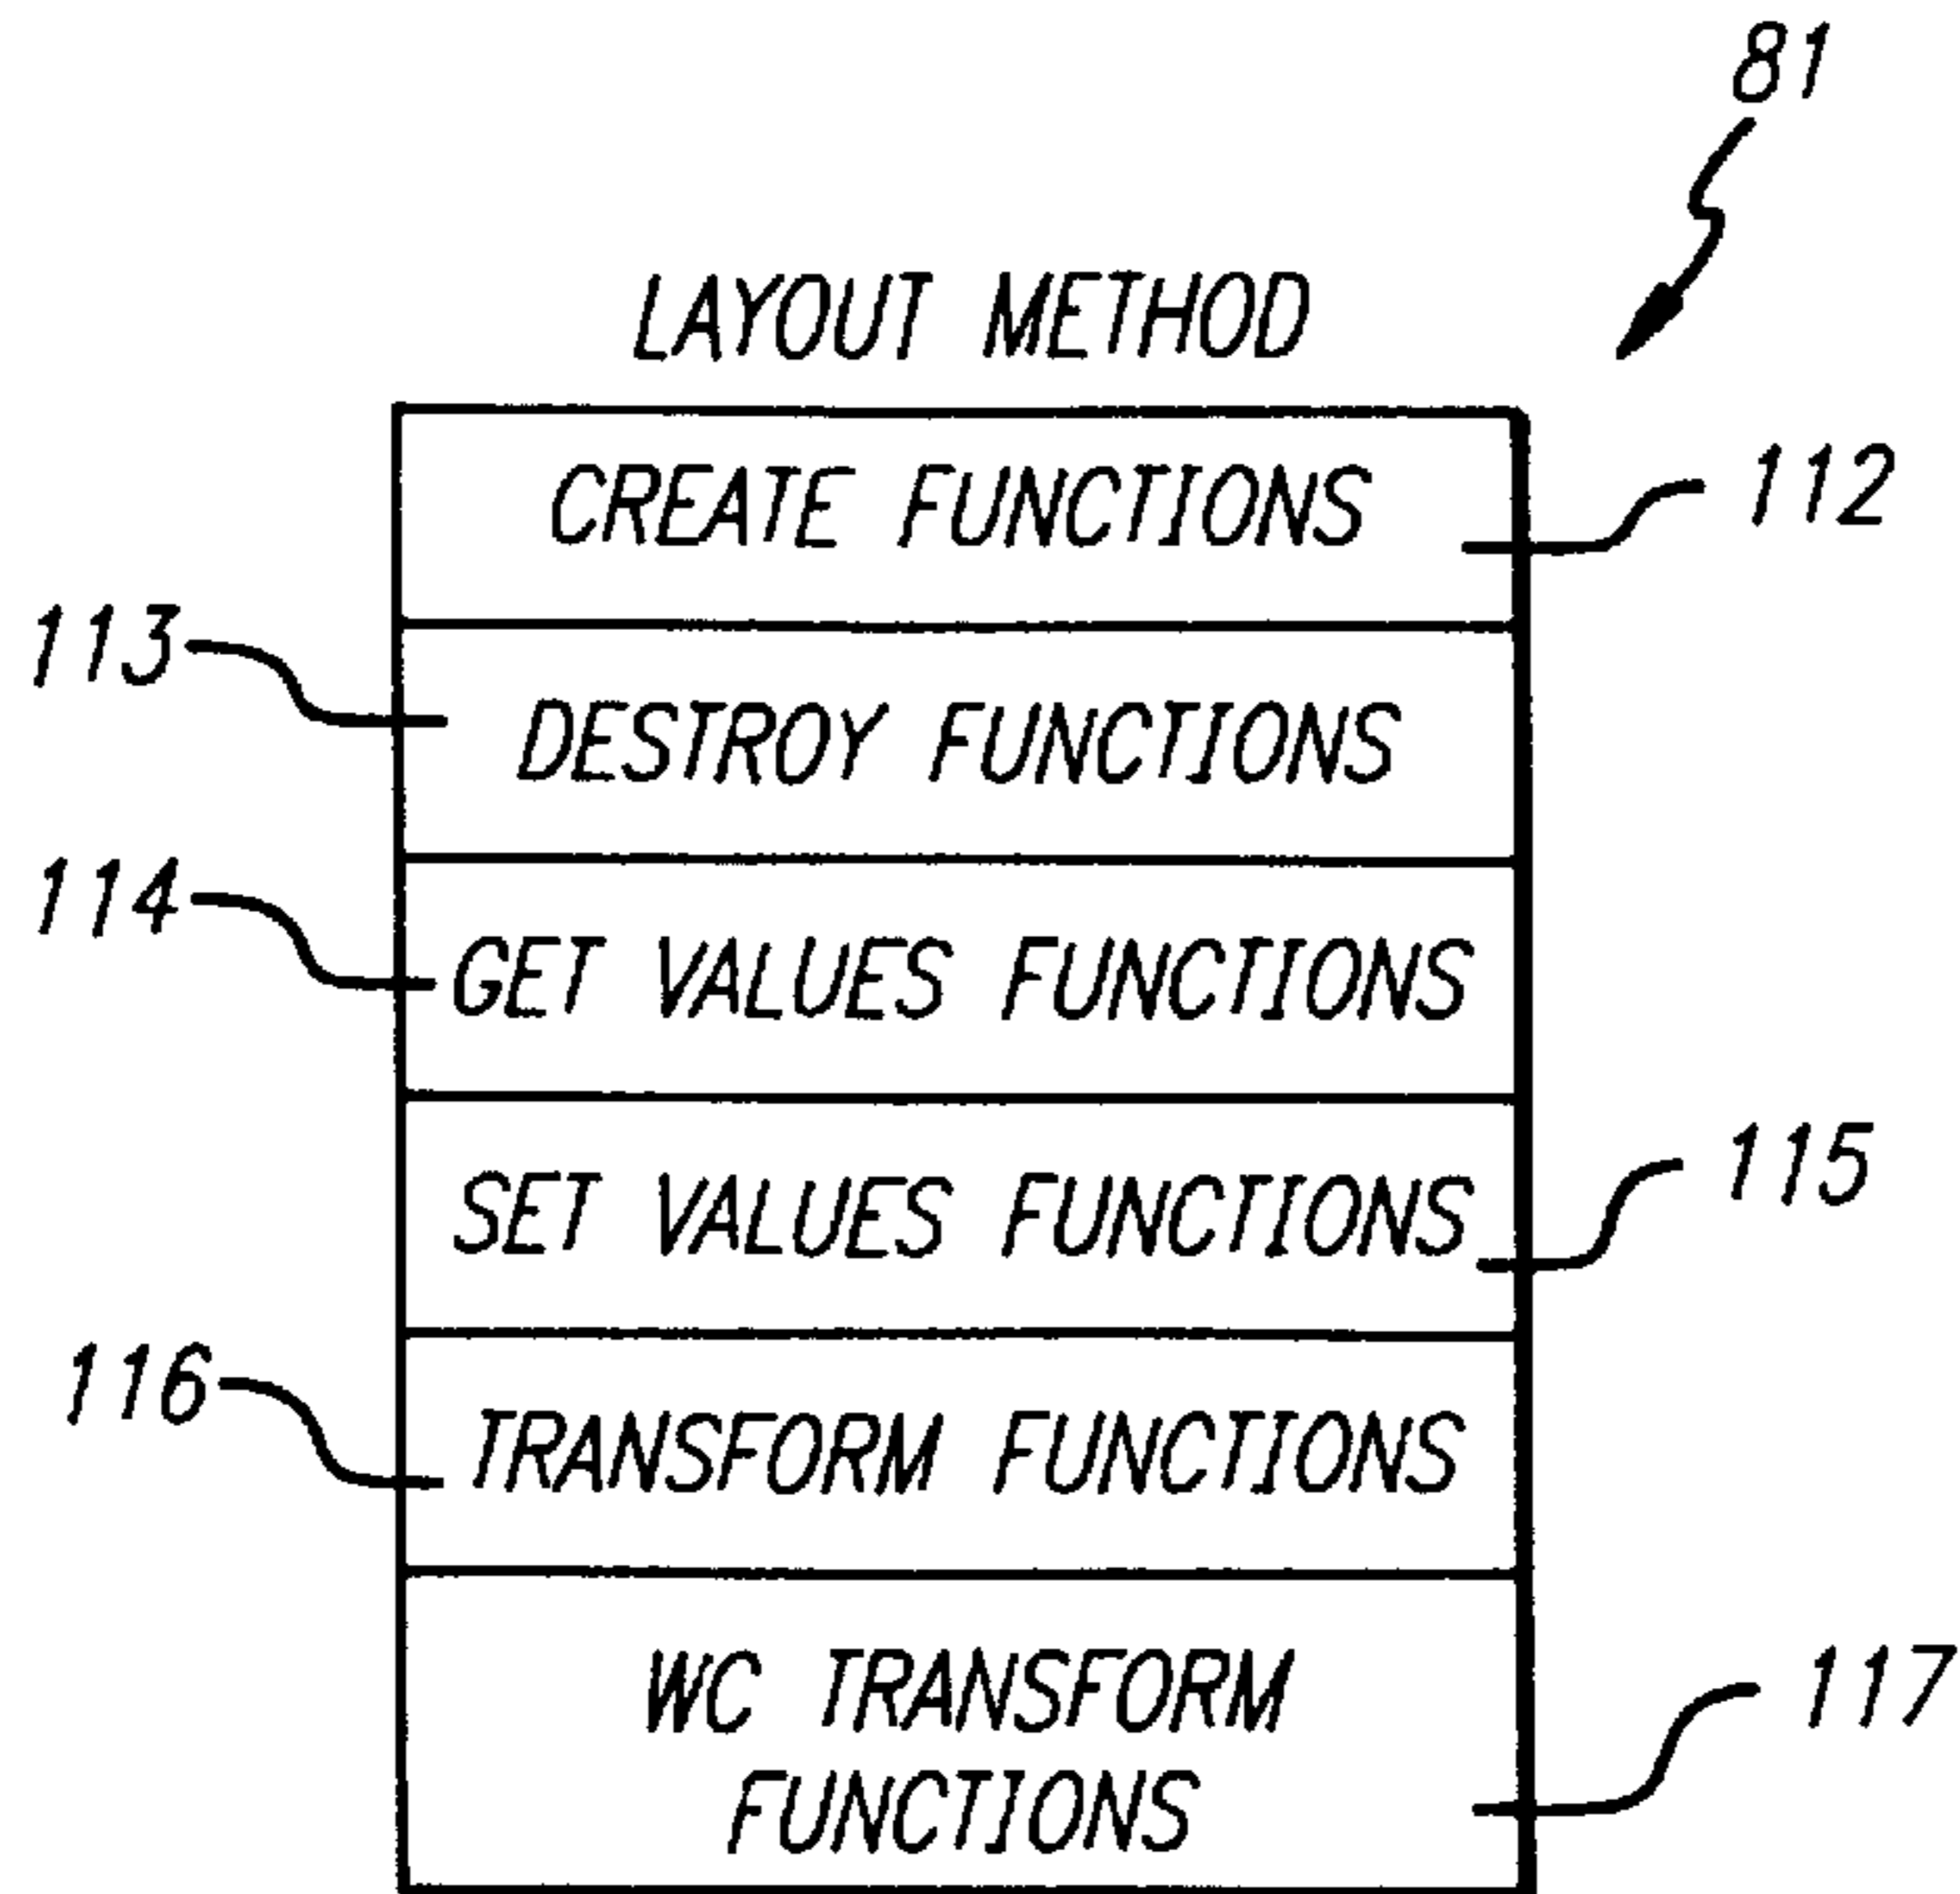 81
LAYOUT METHOD
CREATE FUNCTIONS
112
113
DESTROY FUNCTIONS
114
GET VALUES FUNCTIONS
SET VALUES FUNCTIONS
115
116
TRANSFORM FUNCTIONS
WC TRANSFORM
FUNCTIONS
117